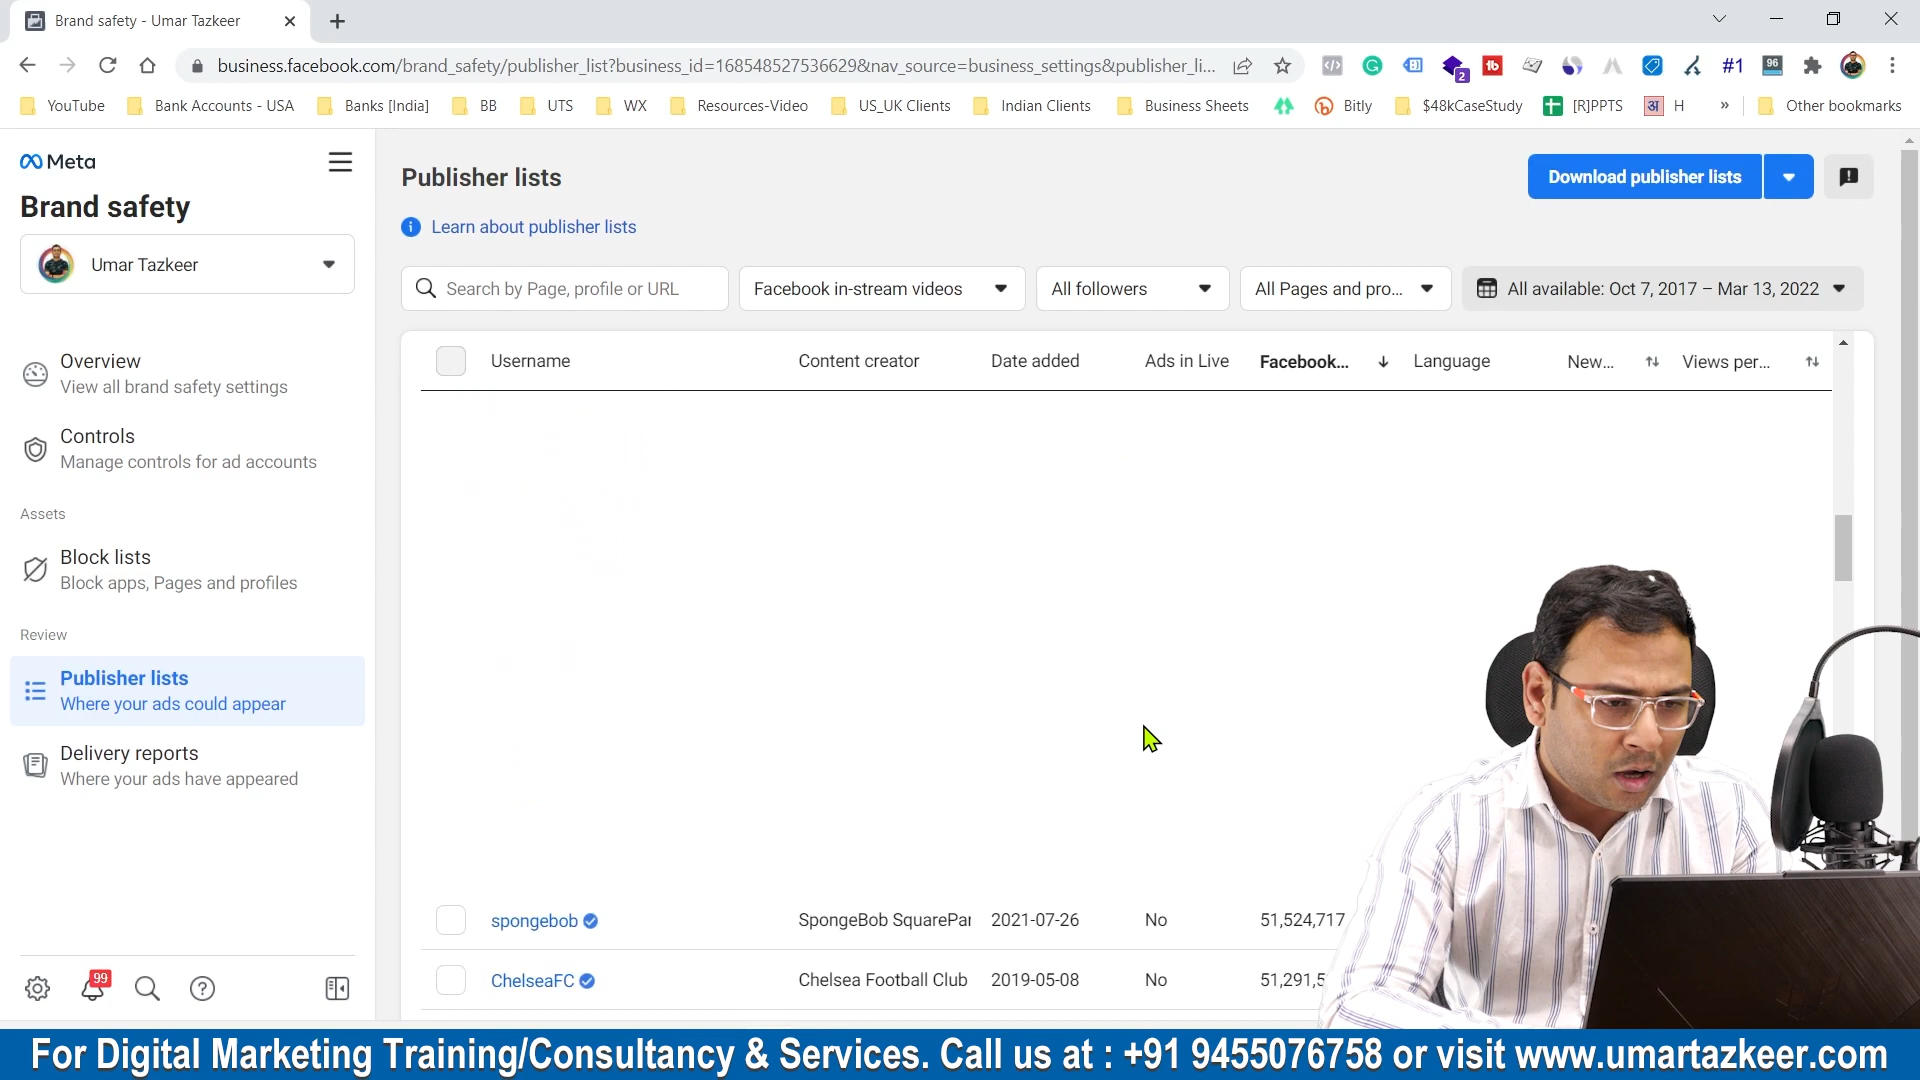 Brand safety - Umar Tazkeer
business.facebook.com/brand_safety/publisher_list?business_id=168548527536629&nav_source=business_settings&publisher_li...
2
#1
96
YouTube
Bank Accounts - USA
Banks [India]
BB
UTS
WX
Resources-Video
US_UK Clients
Indian Clients
Business Sheets
Bitly
$48kCaseStudy
[R]PPTS
अ
H
»
Other bookmarks
Meta
Brand safety
Umar Tazkeer
Overview
View all brand safety settings
Controls
Manage controls for ad accounts
Assets
Block lists
Block apps, Pages and profiles
Review
Publisher lists
Where your ads could appear
Delivery reports
Where your ads have appeared
99
Publisher lists
Download publisher lists
Learn about publisher lists
Search by Page, profile or URL
Facebook in-stream videos
All followers
All Pages and pro...
All available: Oct 7, 2017 – Mar 13, 2022
Username Content creator Date added Ads in Live Facebook... Language New... Views per...
spongebob SpongeBob SquarePar 2021-07-26 No 51,524,717
ChelseaFC Chelsea Football Club 2019-05-08 No 51,291,5
For Digital Marketing Training/Consultancy & Services. Call us at : +91 9455076758 or visit www.umartazkeer.com